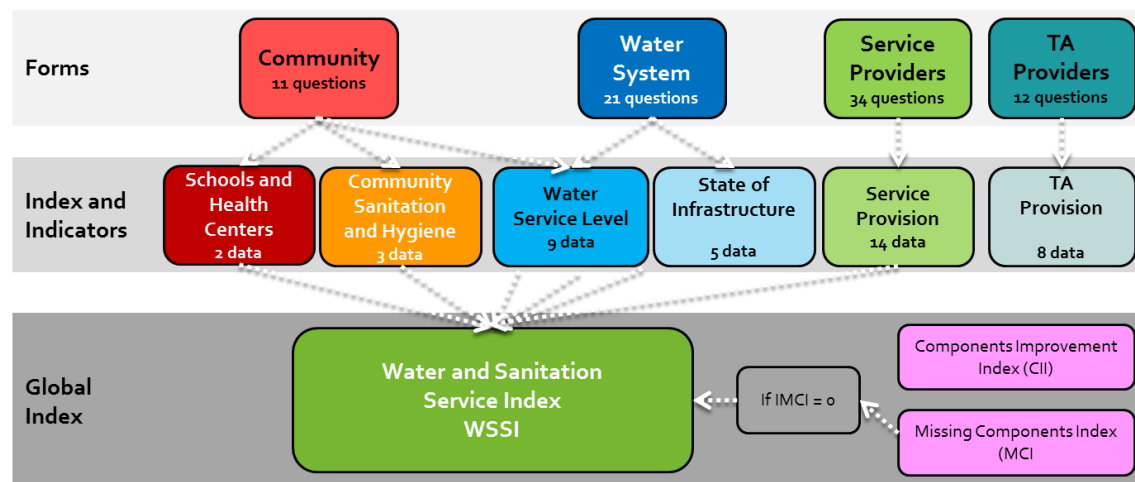 Forms
Community
11 questions
Water
System
21 questions
Service
Providers
34 questions
TA
Providers
12 questions
Index and
Indicators
Schools and
Health
Centers
2 data
Community
Sanitation
and Hygiene
3 data
Water
Service Level
9 data
State of
Infrastructure
5 data
Service
Provision
14 data
TA
Provision
8 data
Global
Index
Water and Sanitation
Service Index
WSSI
If IMCI = 0
Components Improvement
Index (CII)
Missing Components Index
(MCI